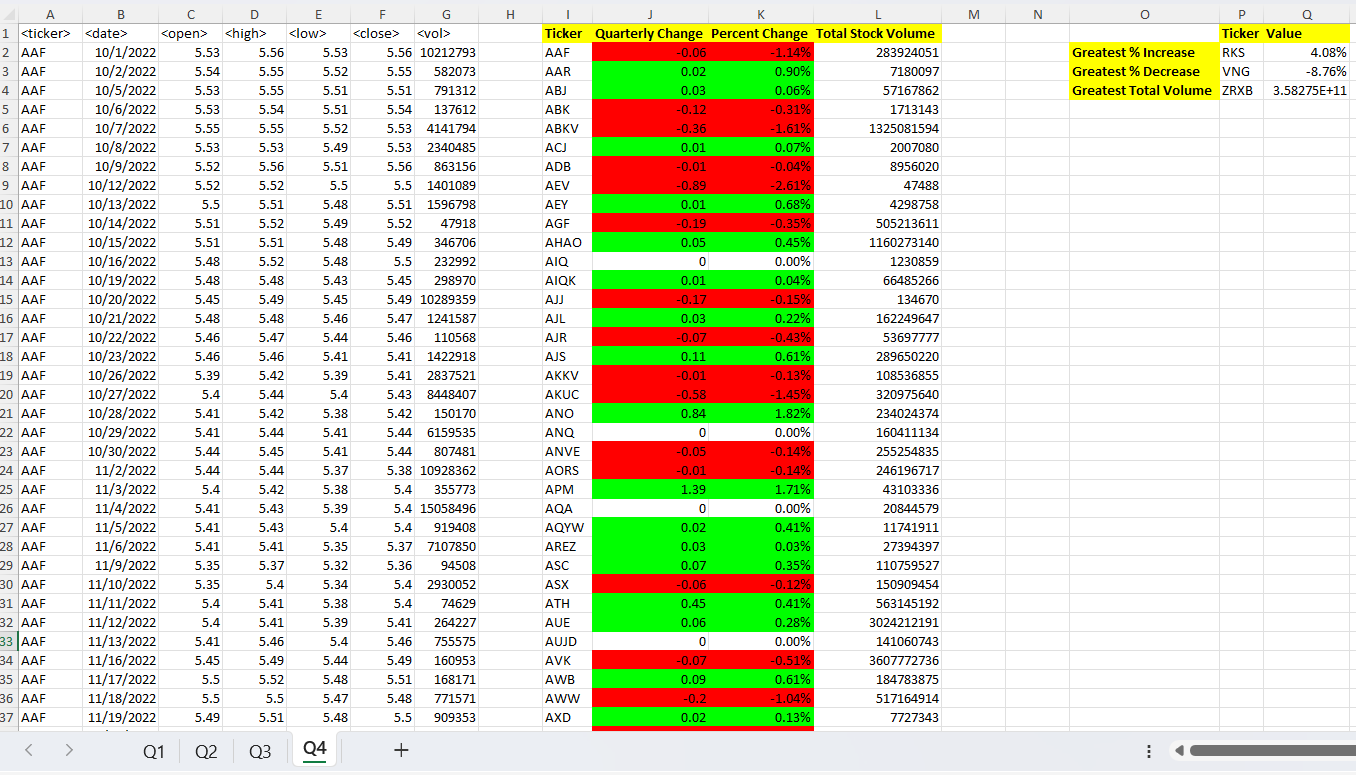 A B C D E F G H I J K L M N O P Q
1 <ticker> <date> <open> <high> <low> <close> <vol> Ticker Quarterly Change Percent Change Total Stock Volume Ticker Value
2 AAF 10/1/2022 5.53 5.56 5.53 5.56 10212793 AAF -0.06 -1.14% 283924051 Greatest % Increase RKS 4.08%
3 AAF 10/2/2022 5.54 5.55 5.52 5.55 582073 AAR 0.02 0.90% 7180097 Greatest % Decrease VNG -8.76%
4 AAF 10/5/2022 5.53 5.55 5.51 5.51 791312 ABJ 0.03 0.06% 57167862 Greatest Total Volume ZRXB 3.58275E+11
5 AAF 10/6/2022 5.53 5.54 5.51 5.54 137612 ABK -0.12 -0.31% 1713143
6 AAF 10/7/2022 5.55 5.55 5.52 5.53 4141794 ABKV -0.36 -1.61% 1325081594
7 AAF 10/8/2022 5.53 5.53 5.49 5.53 2340485 ACJ 0.01 0.07% 2007080
8 AAF 10/9/2022 5.52 5.56 5.51 5.56 863156 ADB -0.01 -0.04% 8956020
9 AAF 10/12/2022 5.52 5.52 5.5 5.5 1401089 AEV -0.89 -2.61% 47488
10 AAF 10/13/2022 5.5 5.51 5.48 5.51 1596798 AEY 0.01 0.68% 4298758
11 AAF 10/14/2022 5.51 5.52 5.49 5.52 47918 AGF -0.19 -0.35% 505213611
12 AAF 10/15/2022 5.51 5.51 5.48 5.49 346706 AHAO 0.05 0.45% 1160273140
13 AAF 10/16/2022 5.48 5.52 5.48 5.5 232992 AIQ 0 0.00% 1230859
14 AAF 10/19/2022 5.48 5.48 5.43 5.45 298970 AIQK 0.01 0.04% 66485266
15 AAF 10/20/2022 5.45 5.49 5.45 5.49 10289359 AJJ -0.17 -0.15% 134670
16 AAF 10/21/2022 5.48 5.48 5.46 5.47 1241587 AJL 0.03 0.22% 162249647
17 AAF 10/22/2022 5.46 5.47 5.44 5.46 110568 AJR -0.07 -0.43% 53697777
18 AAF 10/23/2022 5.46 5.46 5.41 5.41 1422918 AJS 0.11 0.61% 289650220
19 AAF 10/26/2022 5.39 5.42 5.39 5.41 2837521 AKKV -0.01 -0.13% 108536855
20 AAF 10/27/2022 5.4 5.44 5.4 5.43 8448407 AKUC -0.58 -1.45% 320975640
21 AAF 10/28/2022 5.41 5.42 5.38 5.42 150170 ANO 0.84 1.82% 234024374
22 AAF 10/29/2022 5.41 5.44 5.41 5.44 6159535 ANQ 0 0.00% 160411134
23 AAF 10/30/2022 5.44 5.45 5.41 5.44 807481 ANVE -0.05 -0.14% 255254835
24 AAF 11/2/2022 5.44 5.44 5.37 5.38 10928362 AORS -0.01 -0.14% 246196717
25 AAF 11/3/2022 5.4 5.42 5.38 5.4 355773 APM 1.39 1.71% 43103336
26 AAF 11/4/2022 5.41 5.43 5.39 5.4 15058496 AQA 0 0.00% 20844579
27 AAF 11/5/2022 5.41 5.43 5.4 5.4 919408 AQYW 0.02 0.41% 11741911
28 AAF 11/6/2022 5.41 5.41 5.35 5.37 7107850 AREZ 0.03 0.03% 27394397
29 AAF 11/9/2022 5.35 5.37 5.32 5.36 94508 ASC 0.07 0.35% 110759527
30 AAF 11/10/2022 5.35 5.4 5.34 5.4 2930052 ASX -0.06 -0.12% 150909454
31 AAF 11/11/2022 5.4 5.41 5.38 5.4 74629 ATH 0.45 0.41% 563145192
32 AAF 11/12/2022 5.4 5.41 5.39 5.41 264227 AUE 0.06 0.28% 3024212191
33 AAF 11/13/2022 5.41 5.46 5.4 5.46 755575 AUJD 0 0.00% 141060743
34 AAF 11/16/2022 5.45 5.49 5.44 5.49 160953 AVK -0.07 -0.51% 3607772736
35 AAF 11/17/2022 5.5 5.52 5.48 5.51 168171 AWB 0.09 0.61% 184783875
36 AAF 11/18/2022 5.5 5.5 5.47 5.48 771571 AWW -0.2 -1.04% 517164914
37 AAF 11/19/2022 5.49 5.51 5.48 5.5 909353 AXD 0.02 0.13% 7727343
Q1 Q2 Q3 Q4